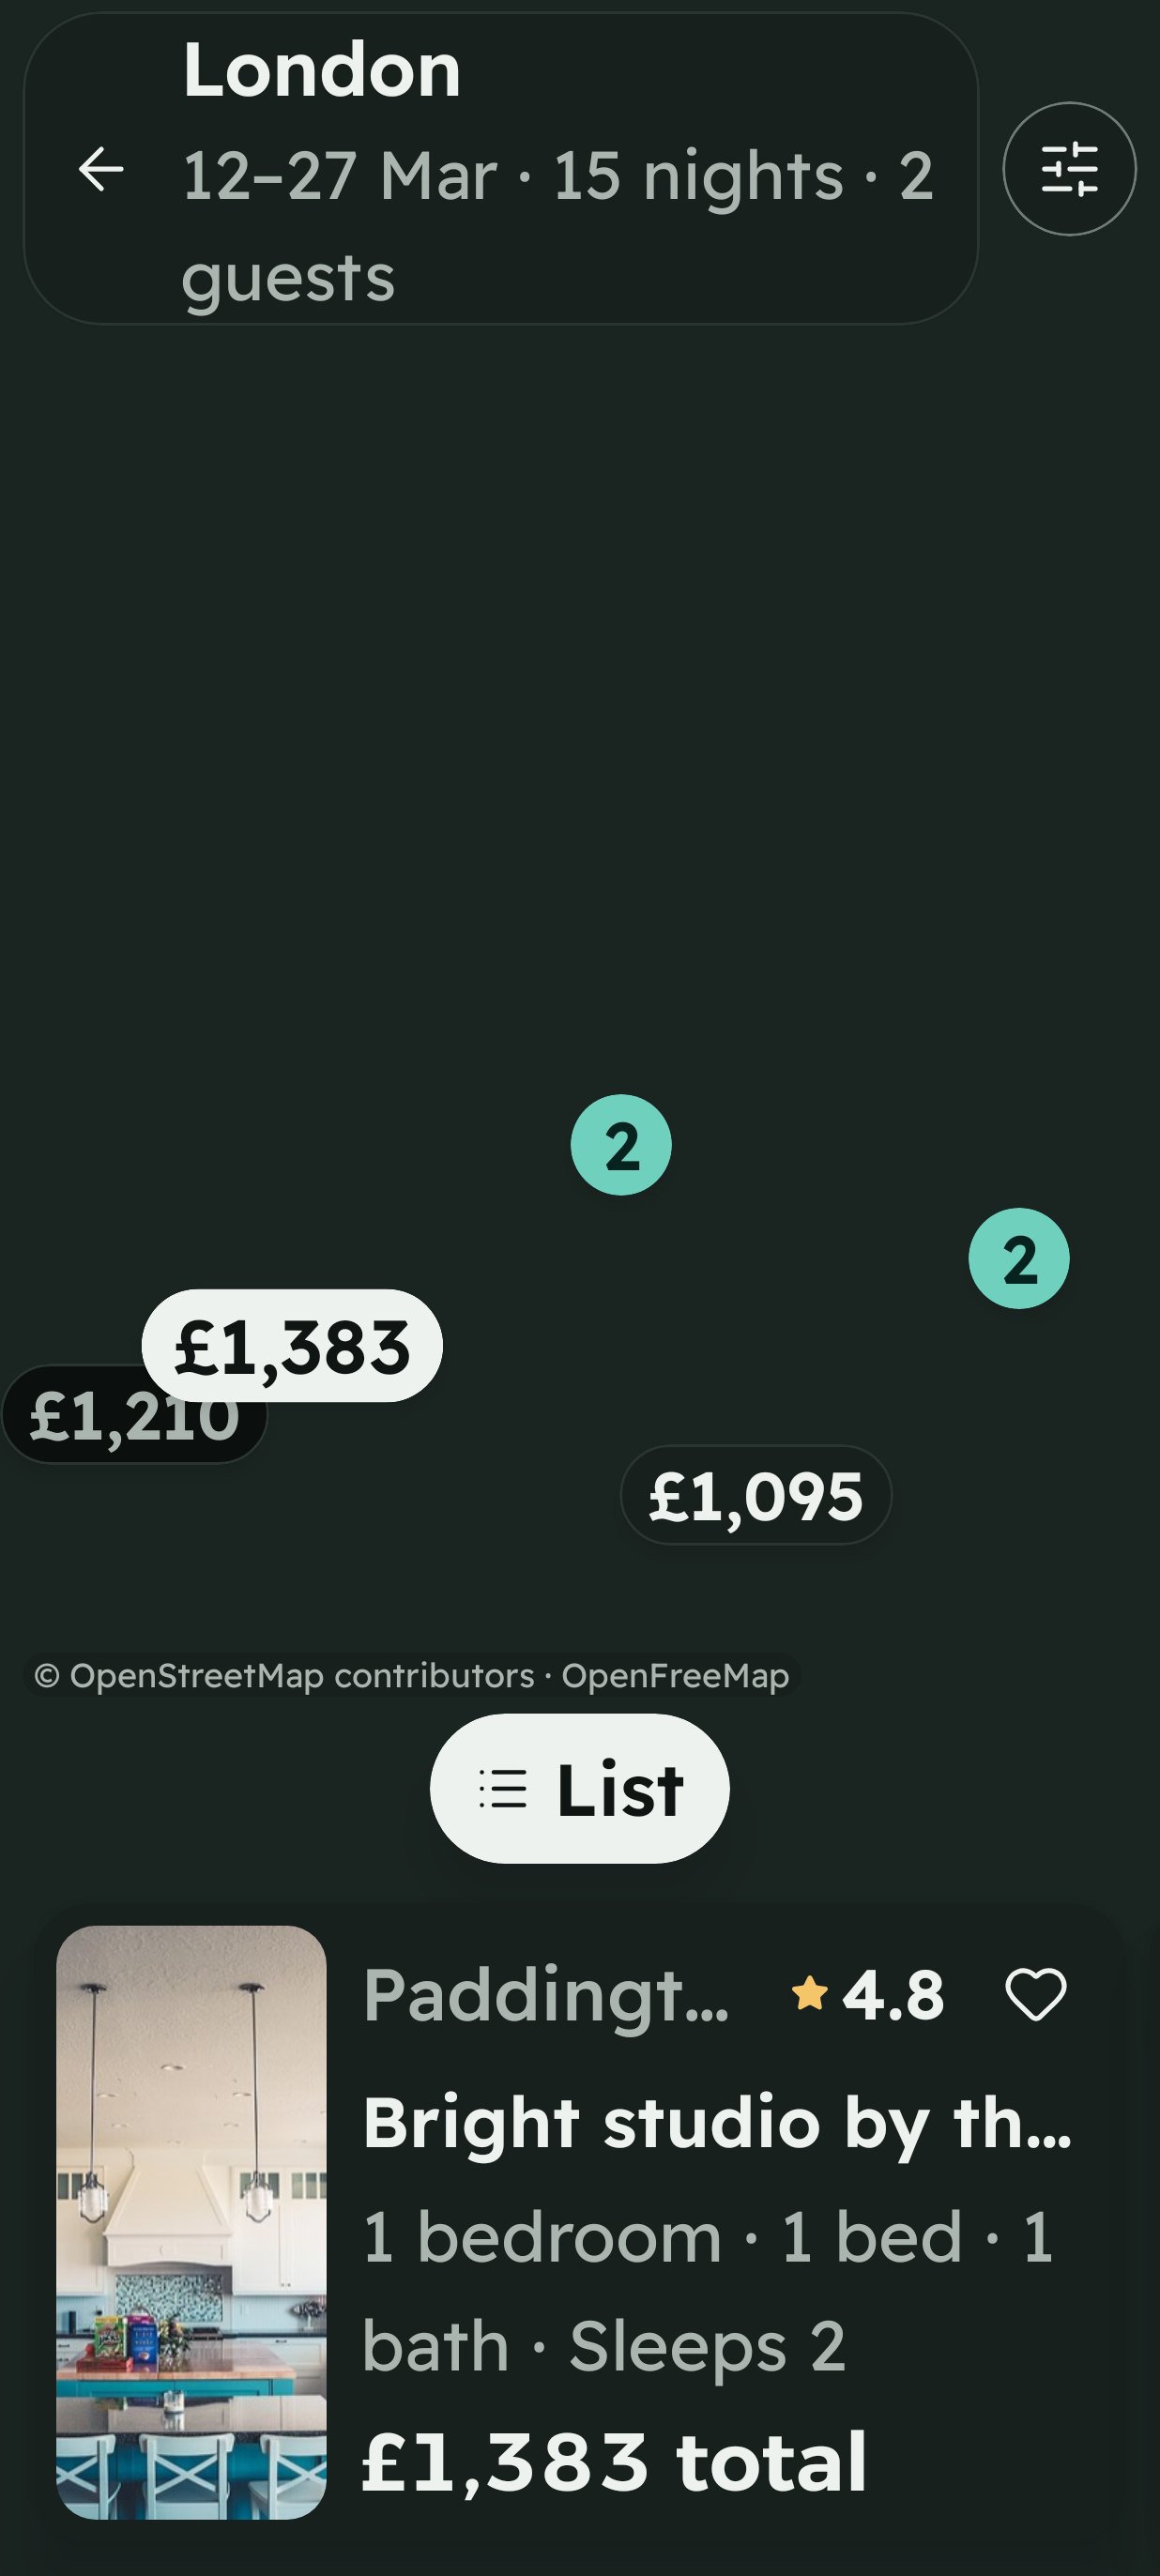 London
12–27 Mar · 15 nights · 2
guests
2
2
£1,383
£1,210
£1,095
© OpenStreetMap contributors · OpenFreeMap
List
Paddingt... 4.8
Bright studio by th...
1 bedroom · 1 bed · 1
bath · Sleeps 2
£1,383 total